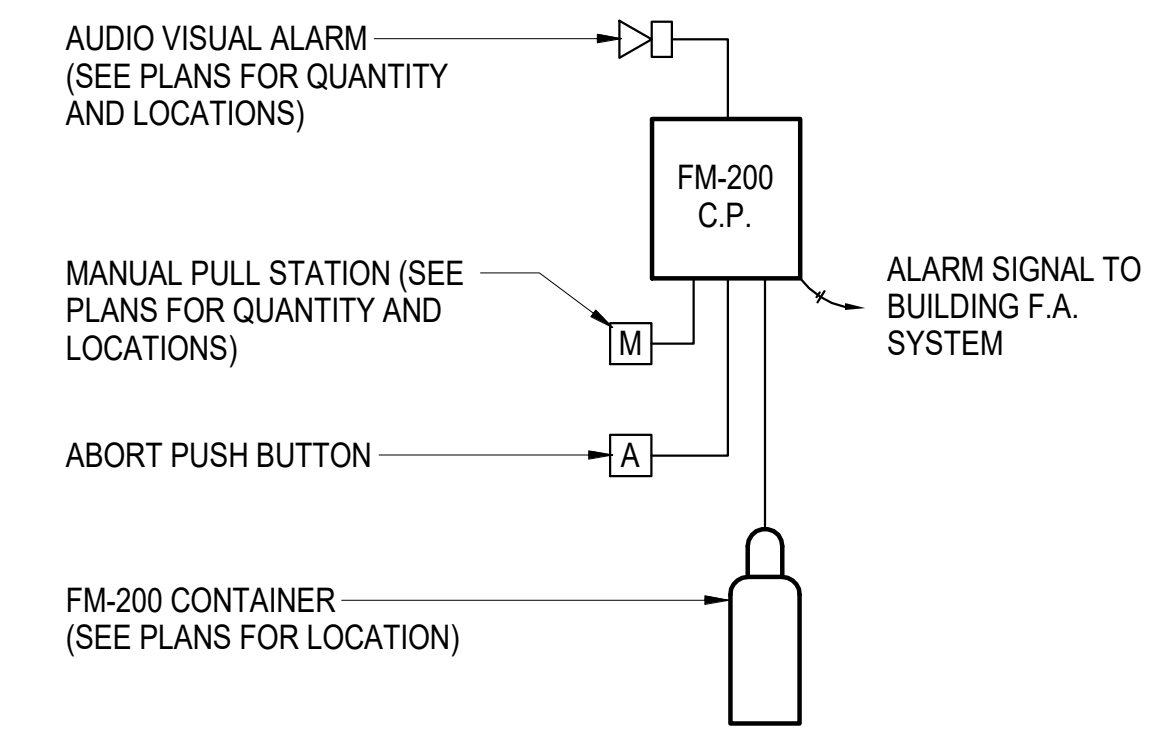 AUDIO VISUAL ALARM
(SEE PLANS FOR QUANTITY
AND LOCATIONS)
FM-200
C.P.
MANUAL PULL STATION (SEE
PLANS FOR QUANTITY AND
LOCATIONS)
M
ALARM SIGNAL TO
BUILDING F.A.
SYSTEM
ABORT PUSH BUTTON
A
FM-200 CONTAINER
(SEE PLANS FOR LOCATION)